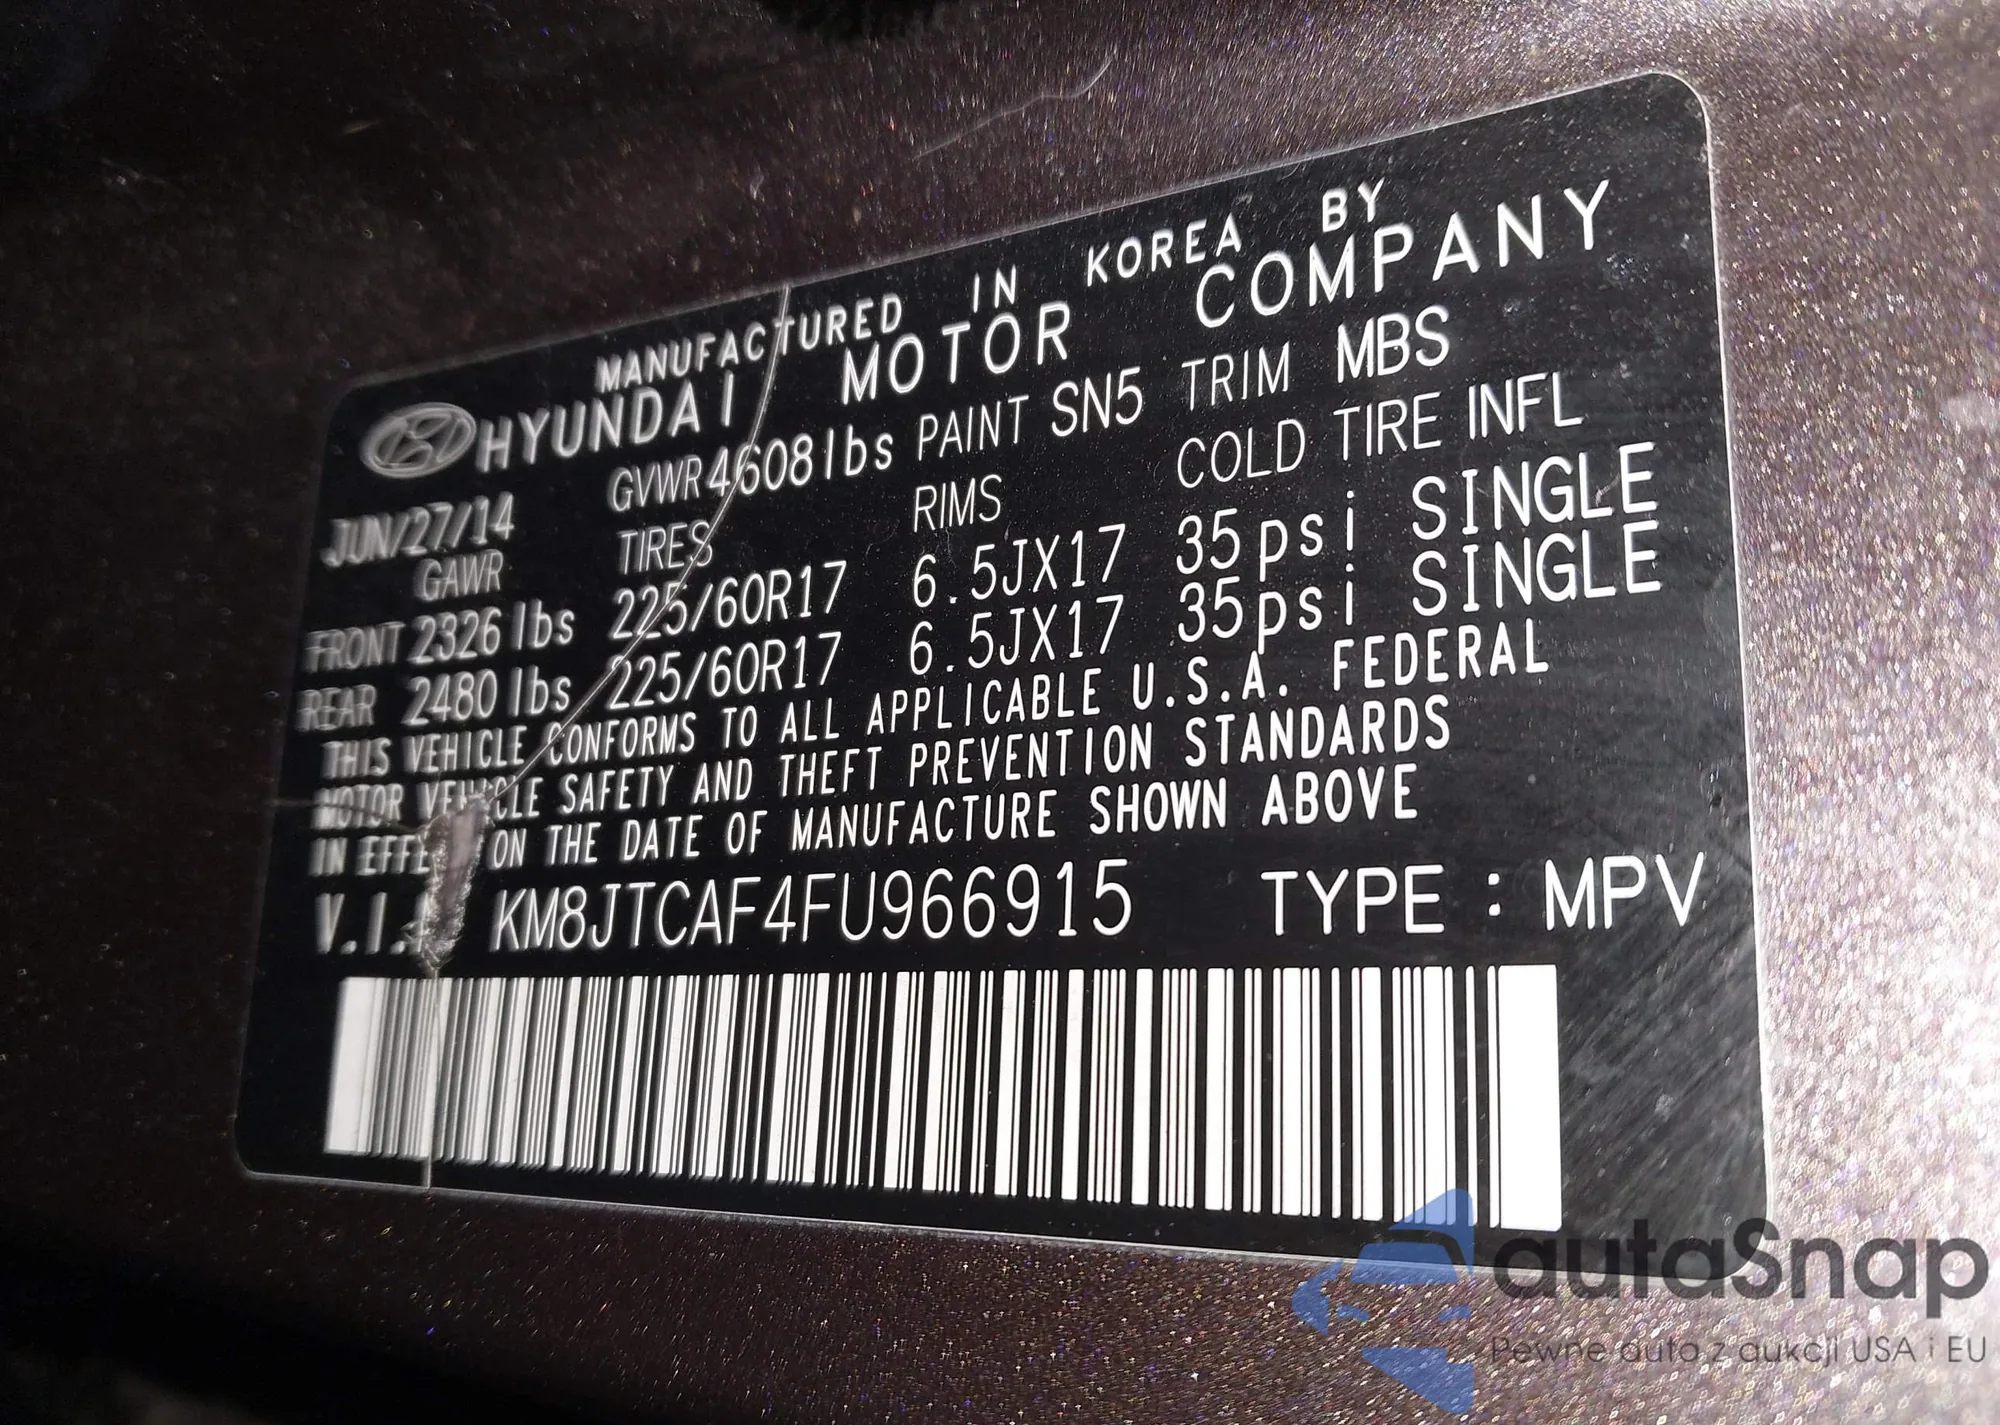 MANUFACTURED IN KOREA BY
HYUNDAI MOTOR COMPANY
JUN/27/14 GVWR 4608lbs PAINT SN5 TRIM MBS
GAWR TIRES RIMS COLD TIRE INFL
FRONT 2326 lbs 225/60R17 6.5JX17 35psi SINGLE
REAR 2480 lbs 225/60R17 6.5JX17 35psi SINGLE
THIS VEHICLE CONFORMS TO ALL APPLICABLE U.S.A. FEDERAL
MOTOR VEHICLE SAFETY AND THEFT PREVENTION STANDARDS
IN EFFE ON THE DATE OF MANUFACTURE SHOWN ABOVE
V.I. KM8JTCAF4FU966915 TYPE : MPV
autaSnap
Pewne auto z aukcji USA i EU